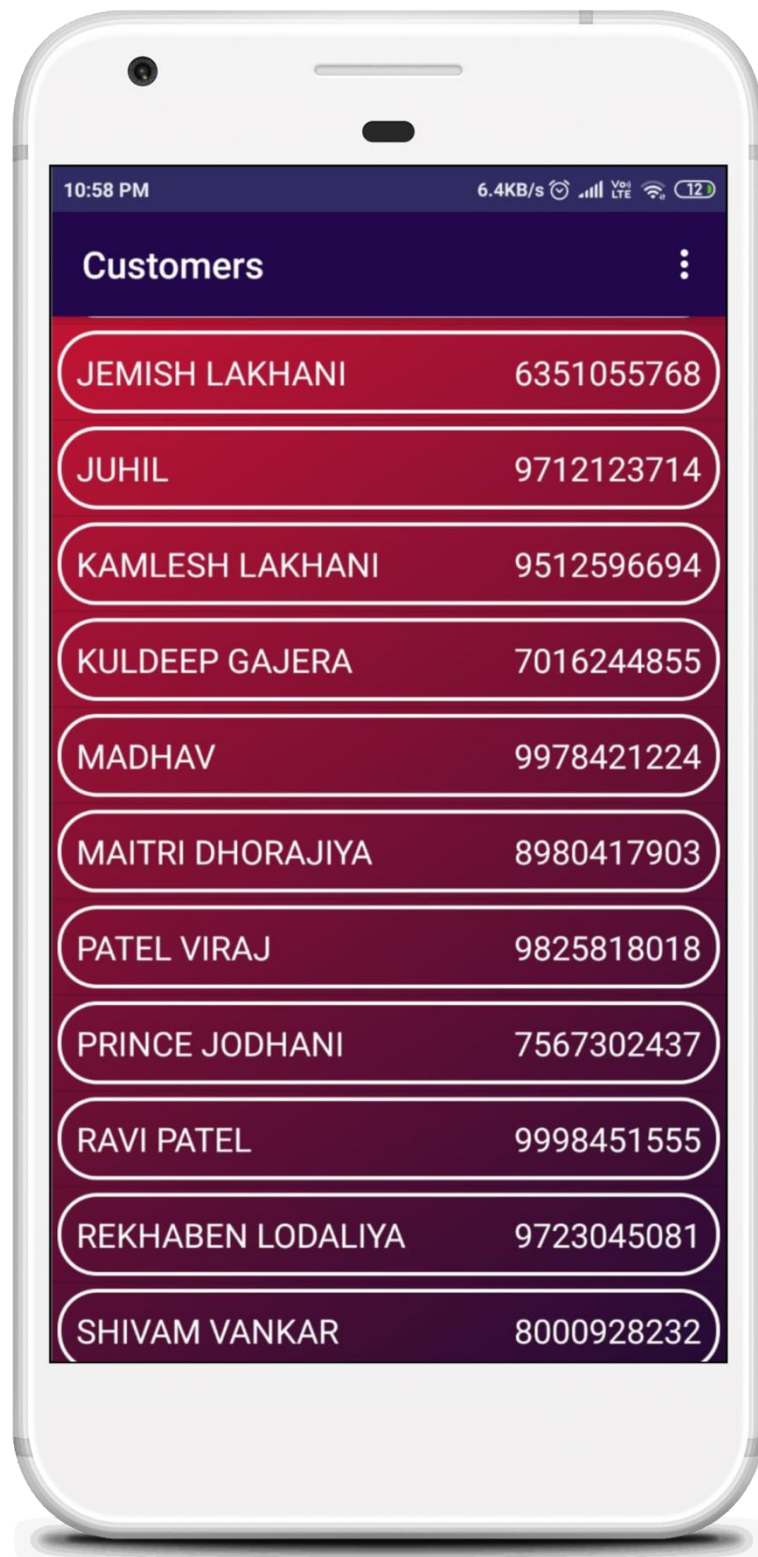 10:58 PM 6.4KB/s Vo) LTE 12
Customers
JEMISH LAKHANI 6351055768
JUHIL 9712123714
KAMLESH LAKHANI 9512596694
KULDEEP GAJERA 7016244855
MADHAV 9978421224
MAITRI DHORAJIYA 8980417903
PATEL VIRAJ 9825818018
PRINCE JODHANI 7567302437
RAVI PATEL 9998451555
REKHABEN LODALIYA 9723045081
SHIVAM VANKAR 8000928232